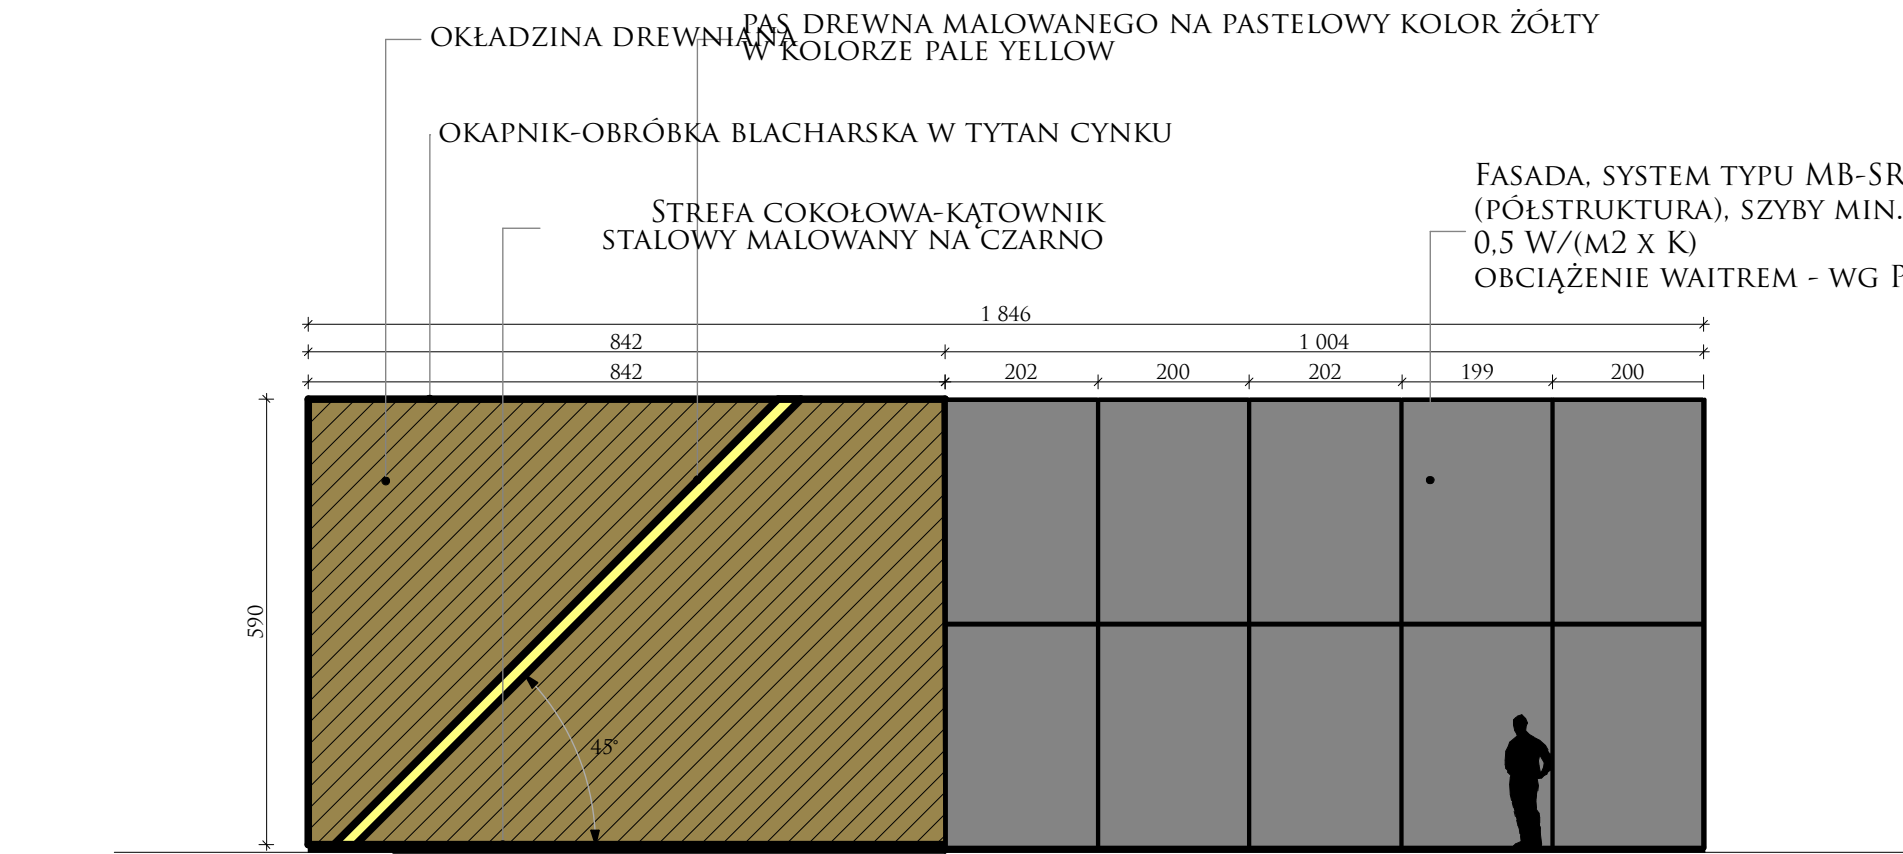 PAS DREWNA MALOWANEGO NA PASTELOWY KOLOR ŻÓŁTY
OKŁADZINA DREWNIANA
W KOLORZE PALE YELLOW
OKAPNIK-OBRÓBKA BLACHARSKA W TYTAN CYNKU
FASADA, SYSTEM TYPU MB-SR
STREFA COKOŁOWA-KĄTOWNIK
(PÓŁSTRUKTURA), SZYBY MIN.
STALOWY MALOWANY NA CZARNO
0,5 W/(M2 X K)
OBCIĄŻENIE WAITREM - WG P
1 846
842
1 004
842
202
200
202
199
200
590
45°